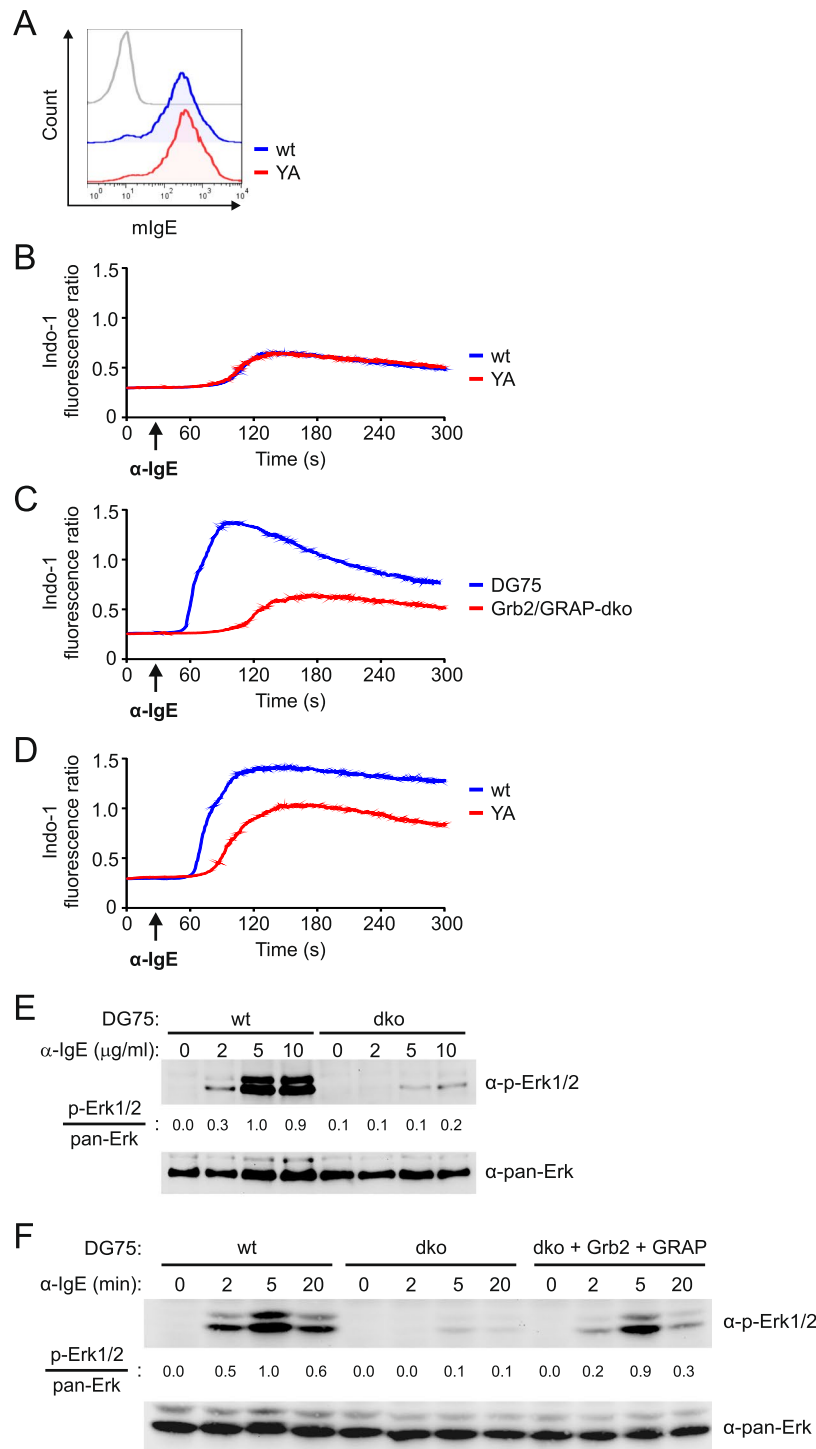 A
Count
wt
YA
10^0 10^1 10^2 10^3 10^4
mIgE
B
Indo-1
fluorescence ratio
1.5
1.0
0.5
0
wt
YA
0 60 120 180 240 300
Time (s)
α-IgE
C
Indo-1
fluorescence ratio
1.5
1.0
0.5
0
DG75
Grb2/GRAP-dko
0 60 120 180 240 300
Time (s)
α-IgE
D
Indo-1
fluorescence ratio
1.5
1.0
0.5
0
wt
YA
0 60 120 180 240 300
Time (s)
α-IgE
E
DG75: wt dko
α-IgE (μg/ml): 0 2 5 10 0 2 5 10
α-p-Erk1/2
p-Erk1/2
pan-Erk
: 0.0 0.3 1.0 0.9 0.1 0.1 0.1 0.2
α-pan-Erk
F
DG75: wt dko dko + Grb2 + GRAP
α-IgE (min): 0 2 5 20 0 2 5 20 0 2 5 20
α-p-Erk1/2
p-Erk1/2
pan-Erk
: 0.0 0.5 1.0 0.6 0.0 0.0 0.1 0.1 0.0 0.2 0.9 0.3
α-pan-Erk